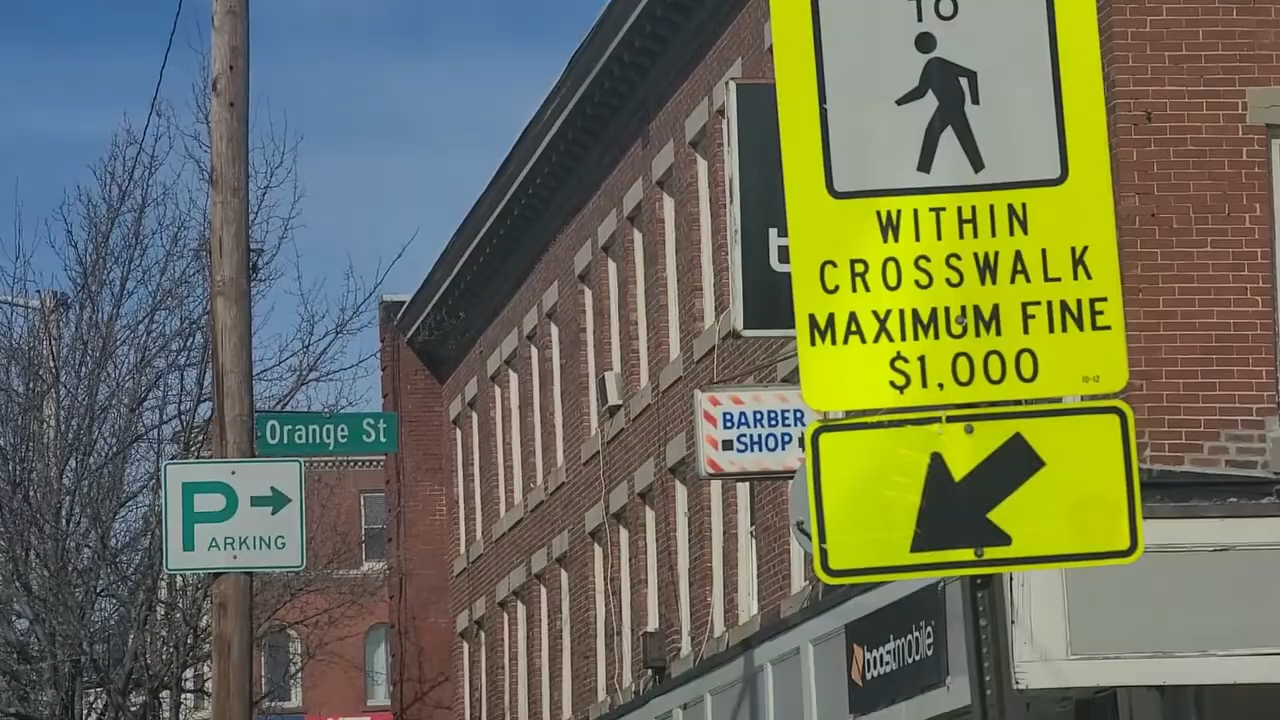 TO
WITHIN
CROSSWALK
MAXIMUM FINE
$1,000
10-12
BARBER
SHOP
Orange St
P
ARKING
boostmobile